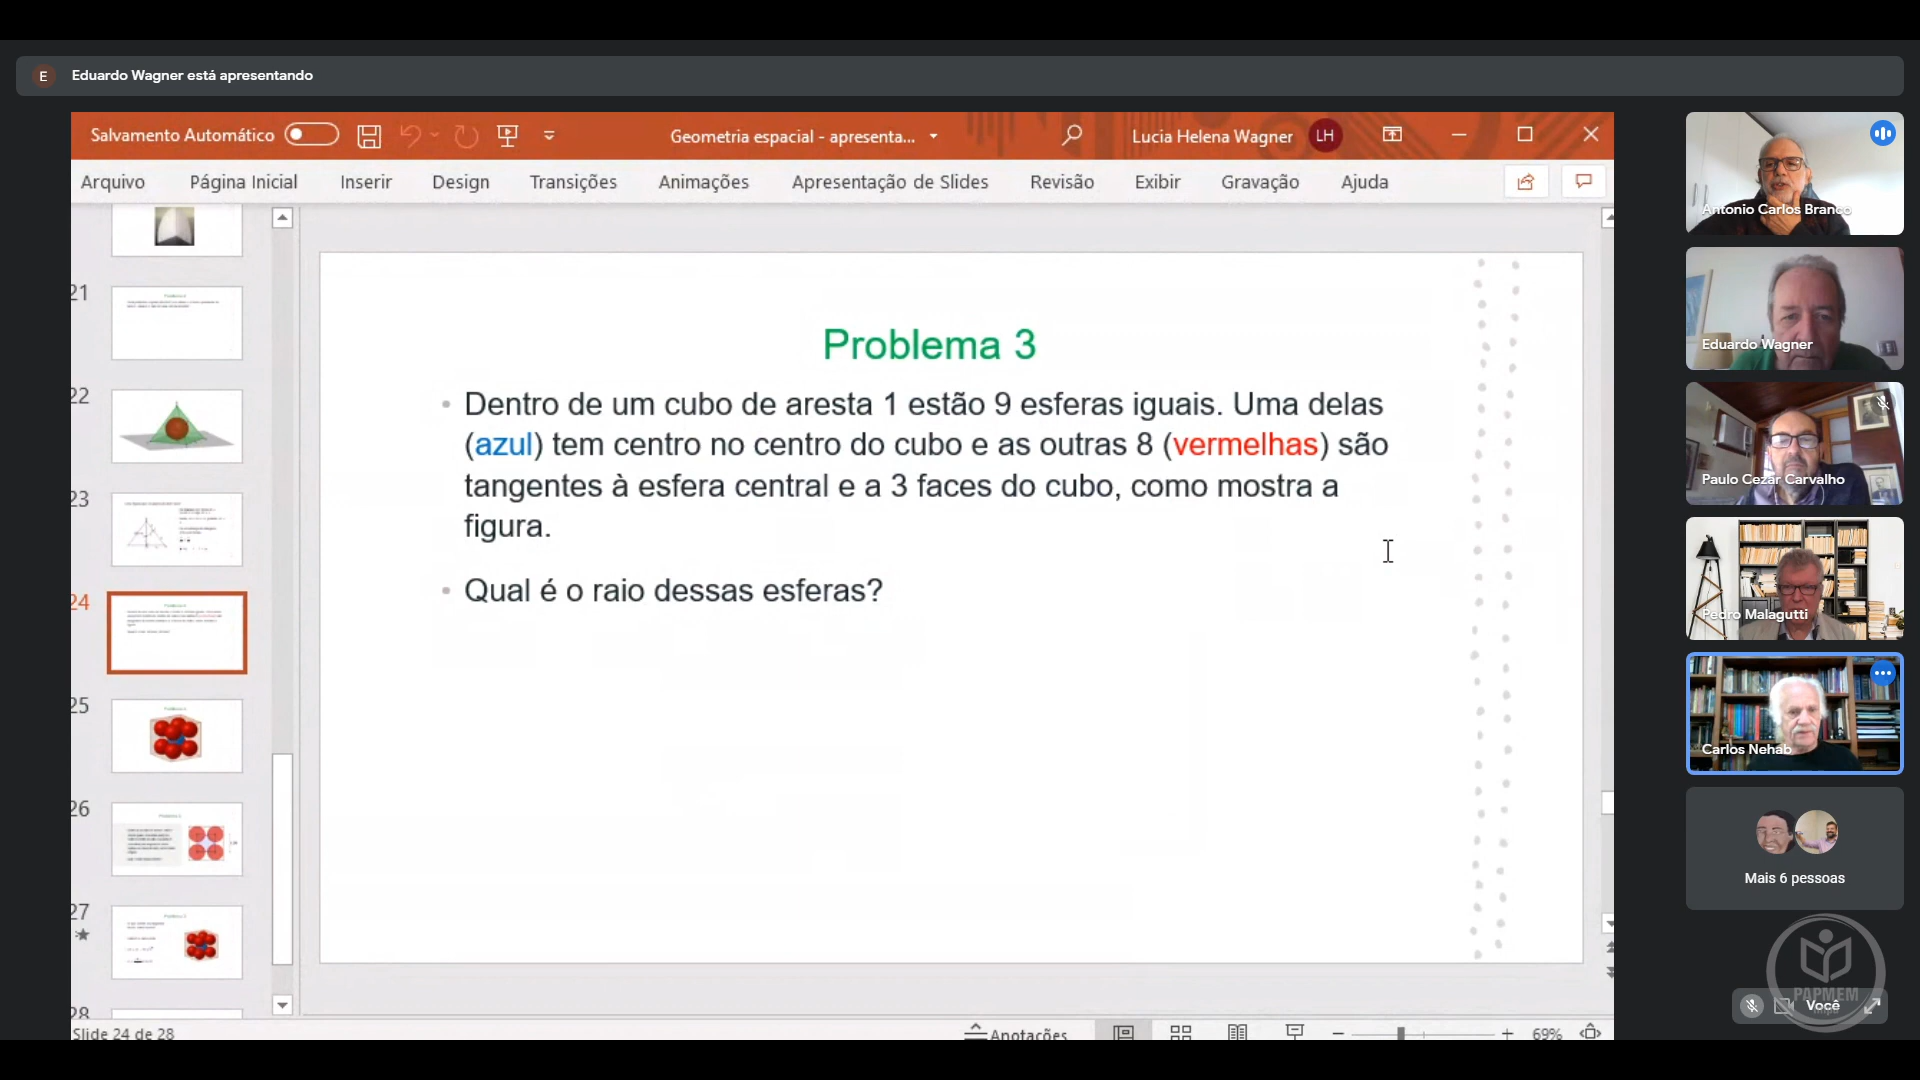 E Eduardo Wagner está apresentando
Salvamento Automático
Geometria espacial - apresenta...
Lucia Helena Wagner LH
Arquivo Página Inicial Inserir Design Transições Animações Apresentação de Slides Revisão Exibir Gravação Ajuda
21
22
23
24
25
26
27
28
Problema 3
• Dentro de um cubo de aresta 1 estão 9 esferas iguais. Uma delas
(azul) tem centro no centro do cubo e as outras 8 (vermelhas) são
tangentes à esfera central e a 3 faces do cubo, como mostra a
figura.
• Qual é o raio dessas esferas?
Slide 24 de 28
Anotações
69%
Antonio Carlos Branco
Eduardo Wagner
Paulo Cezar Carvalho
Pedro Malagutti
Carlos Nehab
Mais 6 pessoas
PAPMEM
Você